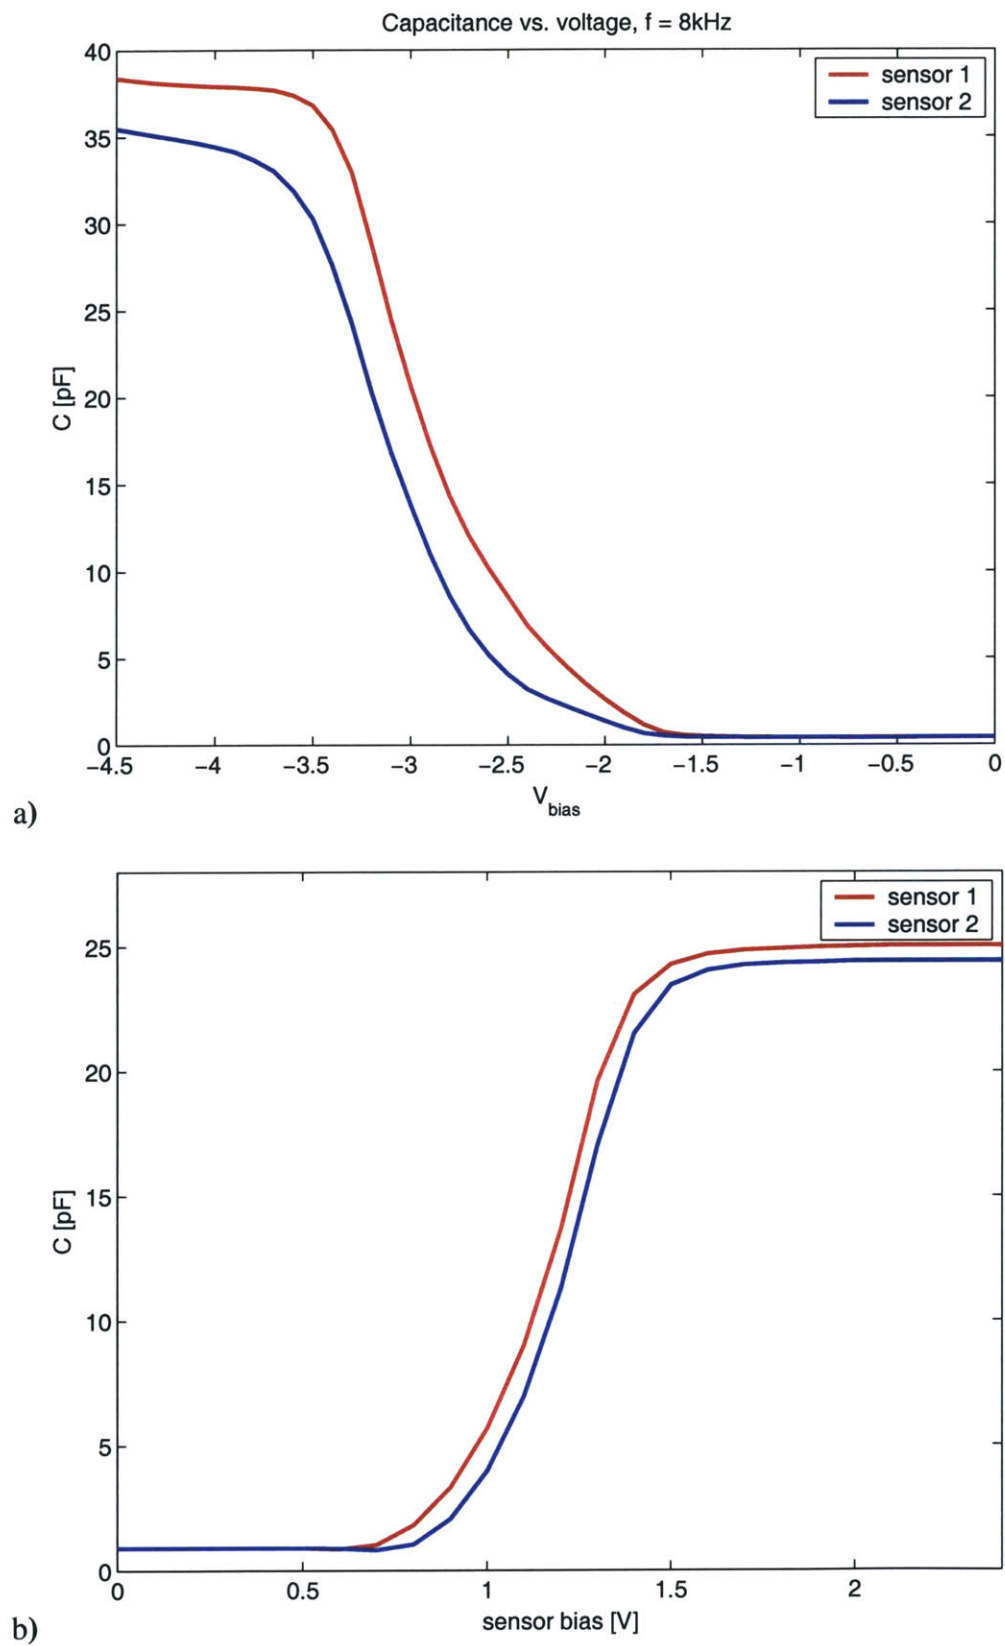 Capacitance vs. voltage, f = 8kHz
sensor 1
sensor 2
40
35
30
25
20
15
10
5
0
C [pF]
−4.5 −4 −3.5 −3 −2.5 −2 −1.5 −1 −0.5 0
V_bias
a)
sensor 1
sensor 2
25
20
15
10
5
0
C [pF]
0 0.5 1 1.5 2
sensor bias [V]
b)